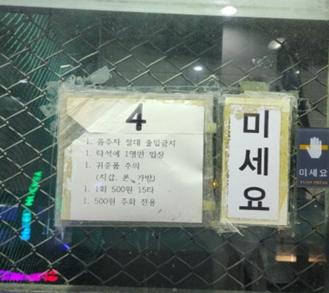 4
1. 음주자 절대 출입금지
1. 타석에 1명만 입장
1. 귀중품 주의
(지갑, 폰, 가방)
1. 1회 500원 15타
1. 500원 주화 전용
미세요
미세요
PUSH PRESS